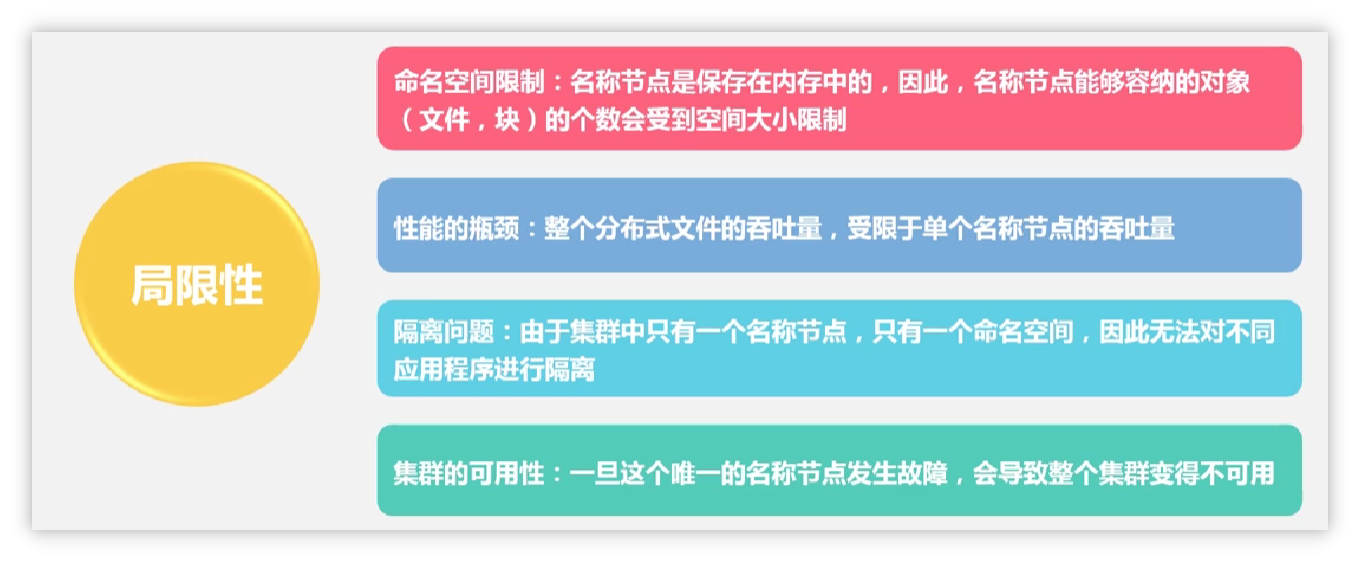 局限性
命名空间限制：名称节点是保存在内存中的，因此，名称节点能够容纳的对象
（文件，块）的个数会受到空间大小限制
性能的瓶颈：整个分布式文件的吞吐量，受限于单个名称节点的吞吐量
隔离问题：由于集群中只有一个名称节点，只有一个命名空间，因此无法对不同
应用程序进行隔离
集群的可用性：一旦这个唯一的名称节点发生故障，会导致整个集群变得不可用